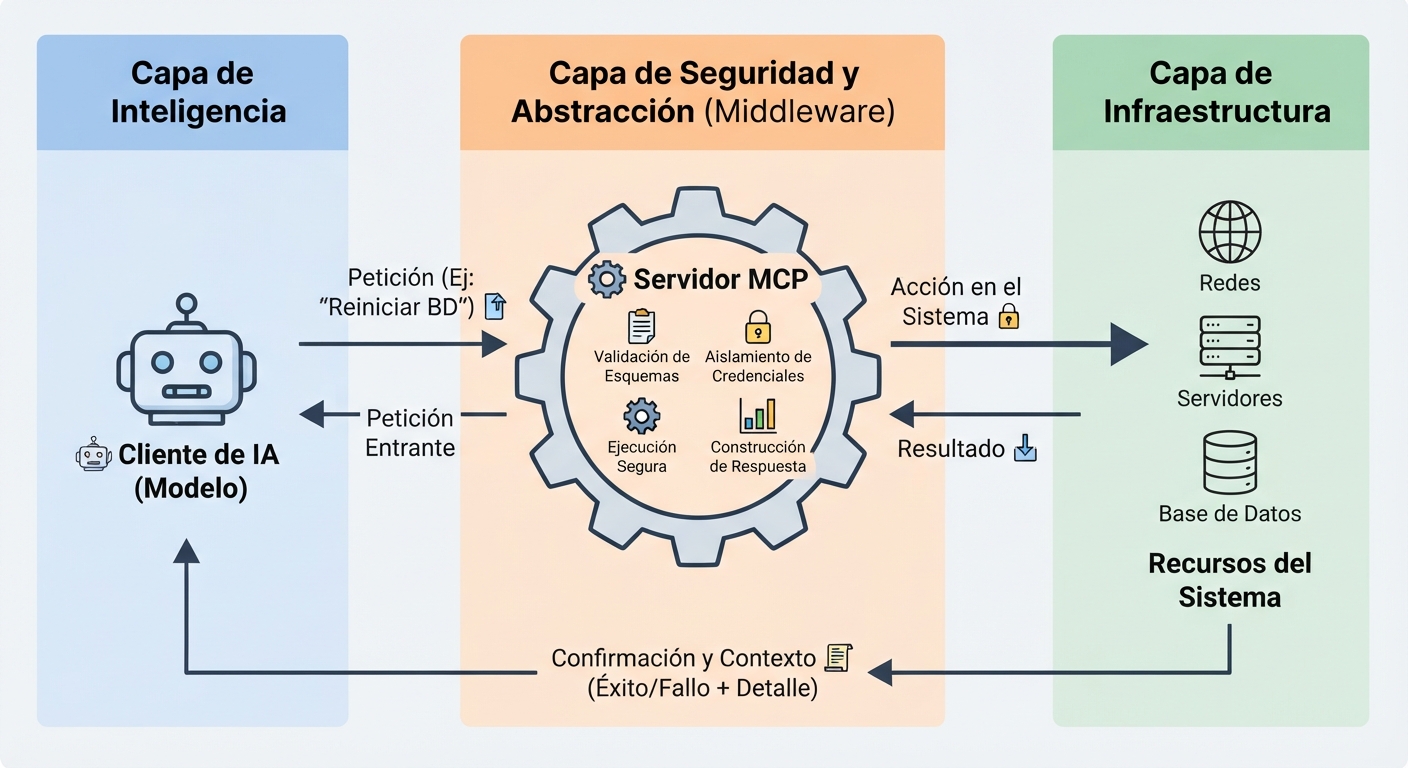 Capa de
Inteligencia
Capa de Seguridad y
Abstracción (Middleware)
Capa de
Infraestructura
Petición (Ej:
“Reiniciar BD”)
Petición
Entrante
Cliente de IA
(Modelo)
Servidor MCP
Validación de
Esquemas
Aislamiento de
Credenciales
Ejecución
Segura
Construcción
de Respuesta
Acción en el
Sistema
Resultado
Redes
Servidores
Base de Datos
Recursos del
Sistema
Confirmación y Contexto
(Éxito/Fallo + Detalle)